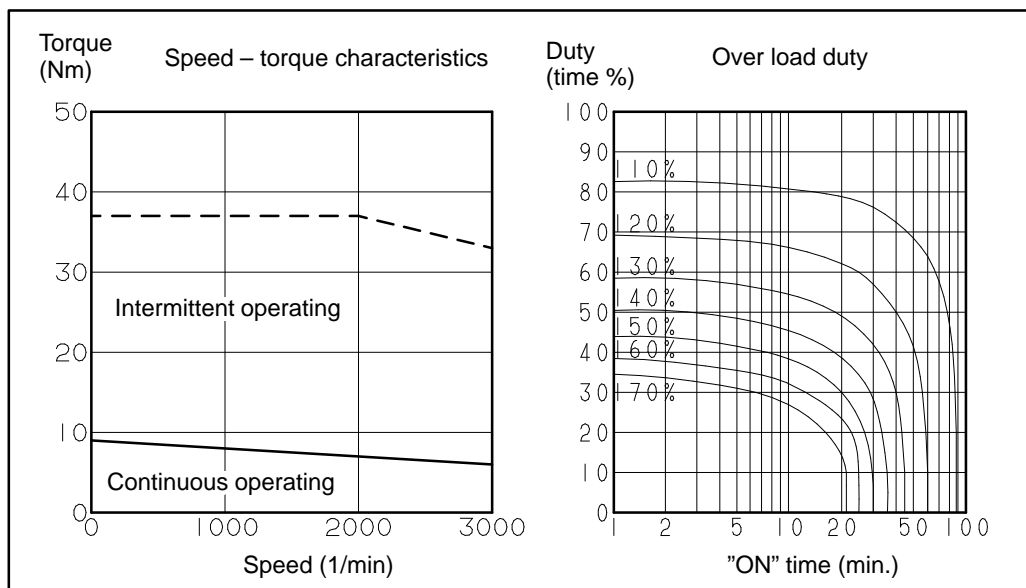 Torque
(Nm)
Speed – torque characteristics
50
40
30
20
10
0
Intermittent operating
Continuous operating
0 1000 2000 3000
Speed (1/min)
Duty
(time %)
Over load duty
100
90
80
70
60
50
40
30
20
10
0
110%
120%
130%
140%
150%
160%
170%
1 2 5 10 20 50 100
”ON” time (min.)